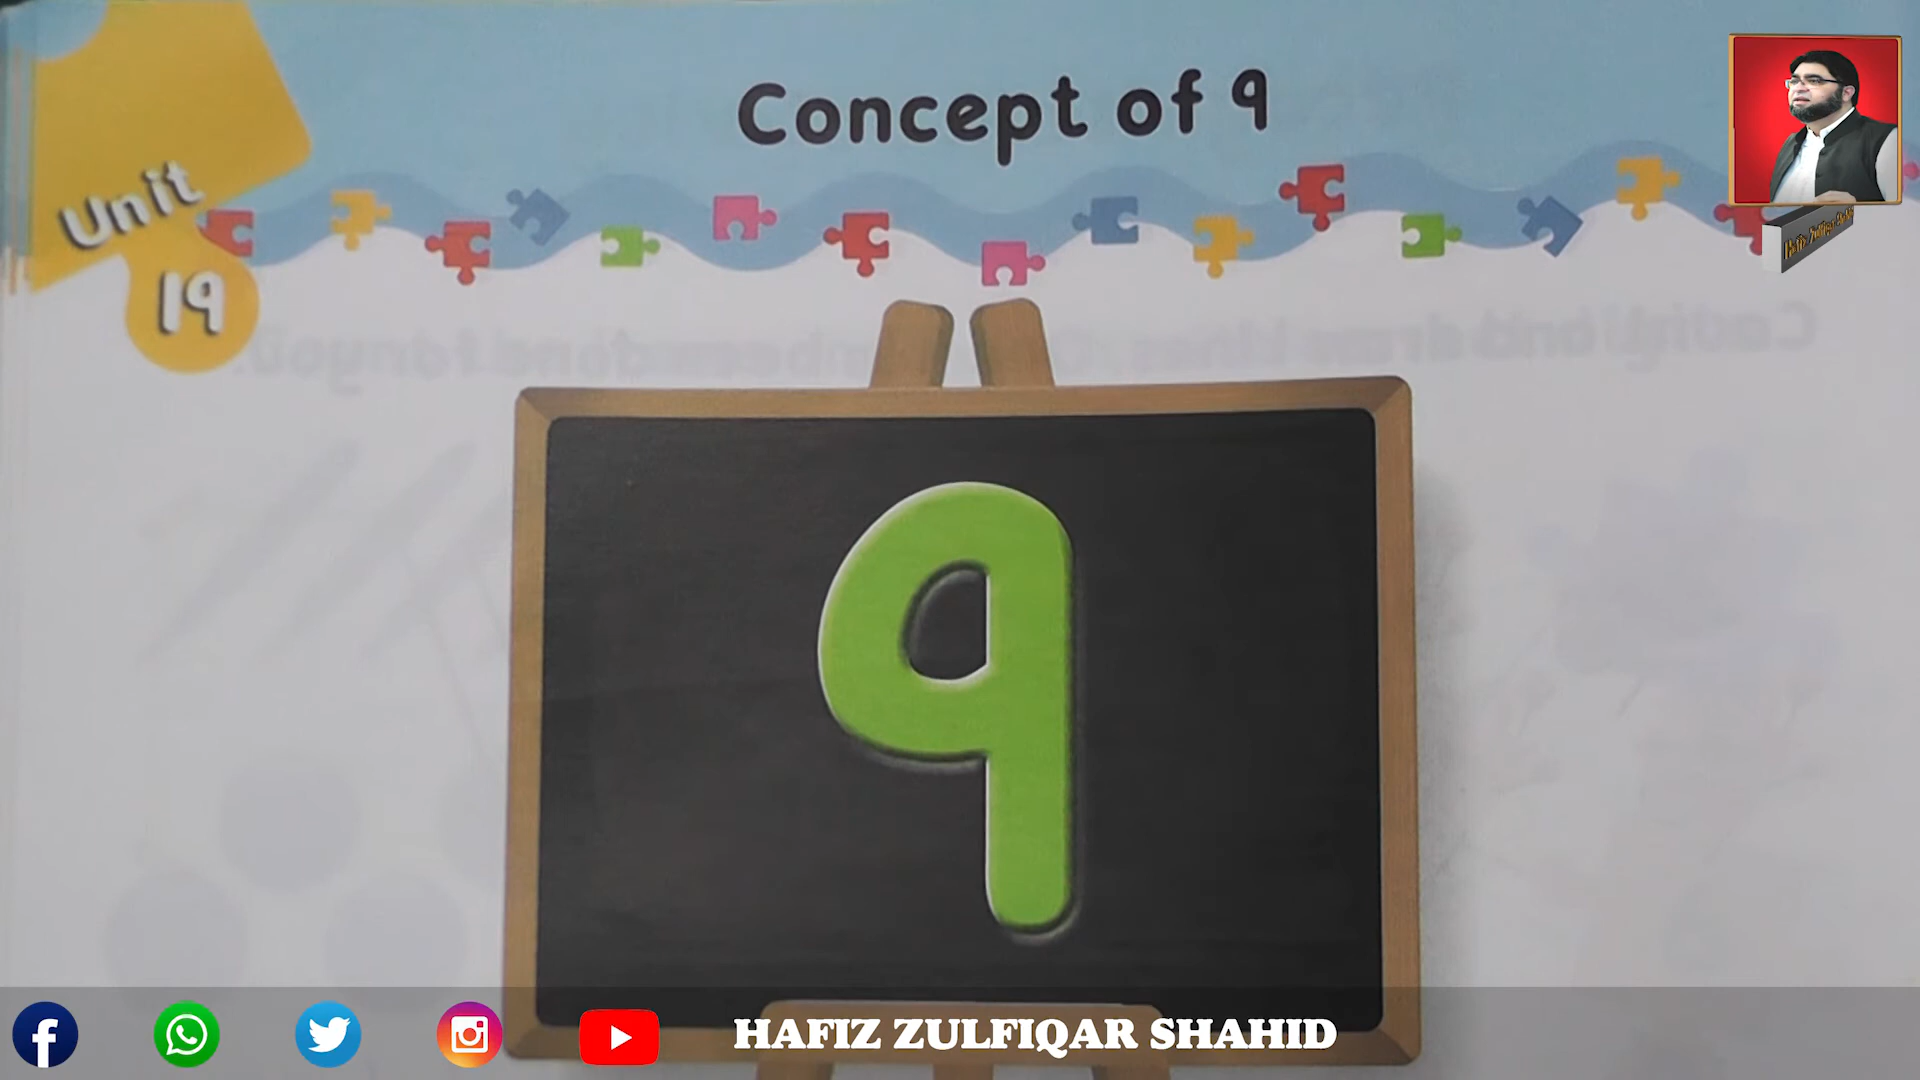 Concept of 9
Unit
19
9
HAFIZ ZULFIQAR SHAHID